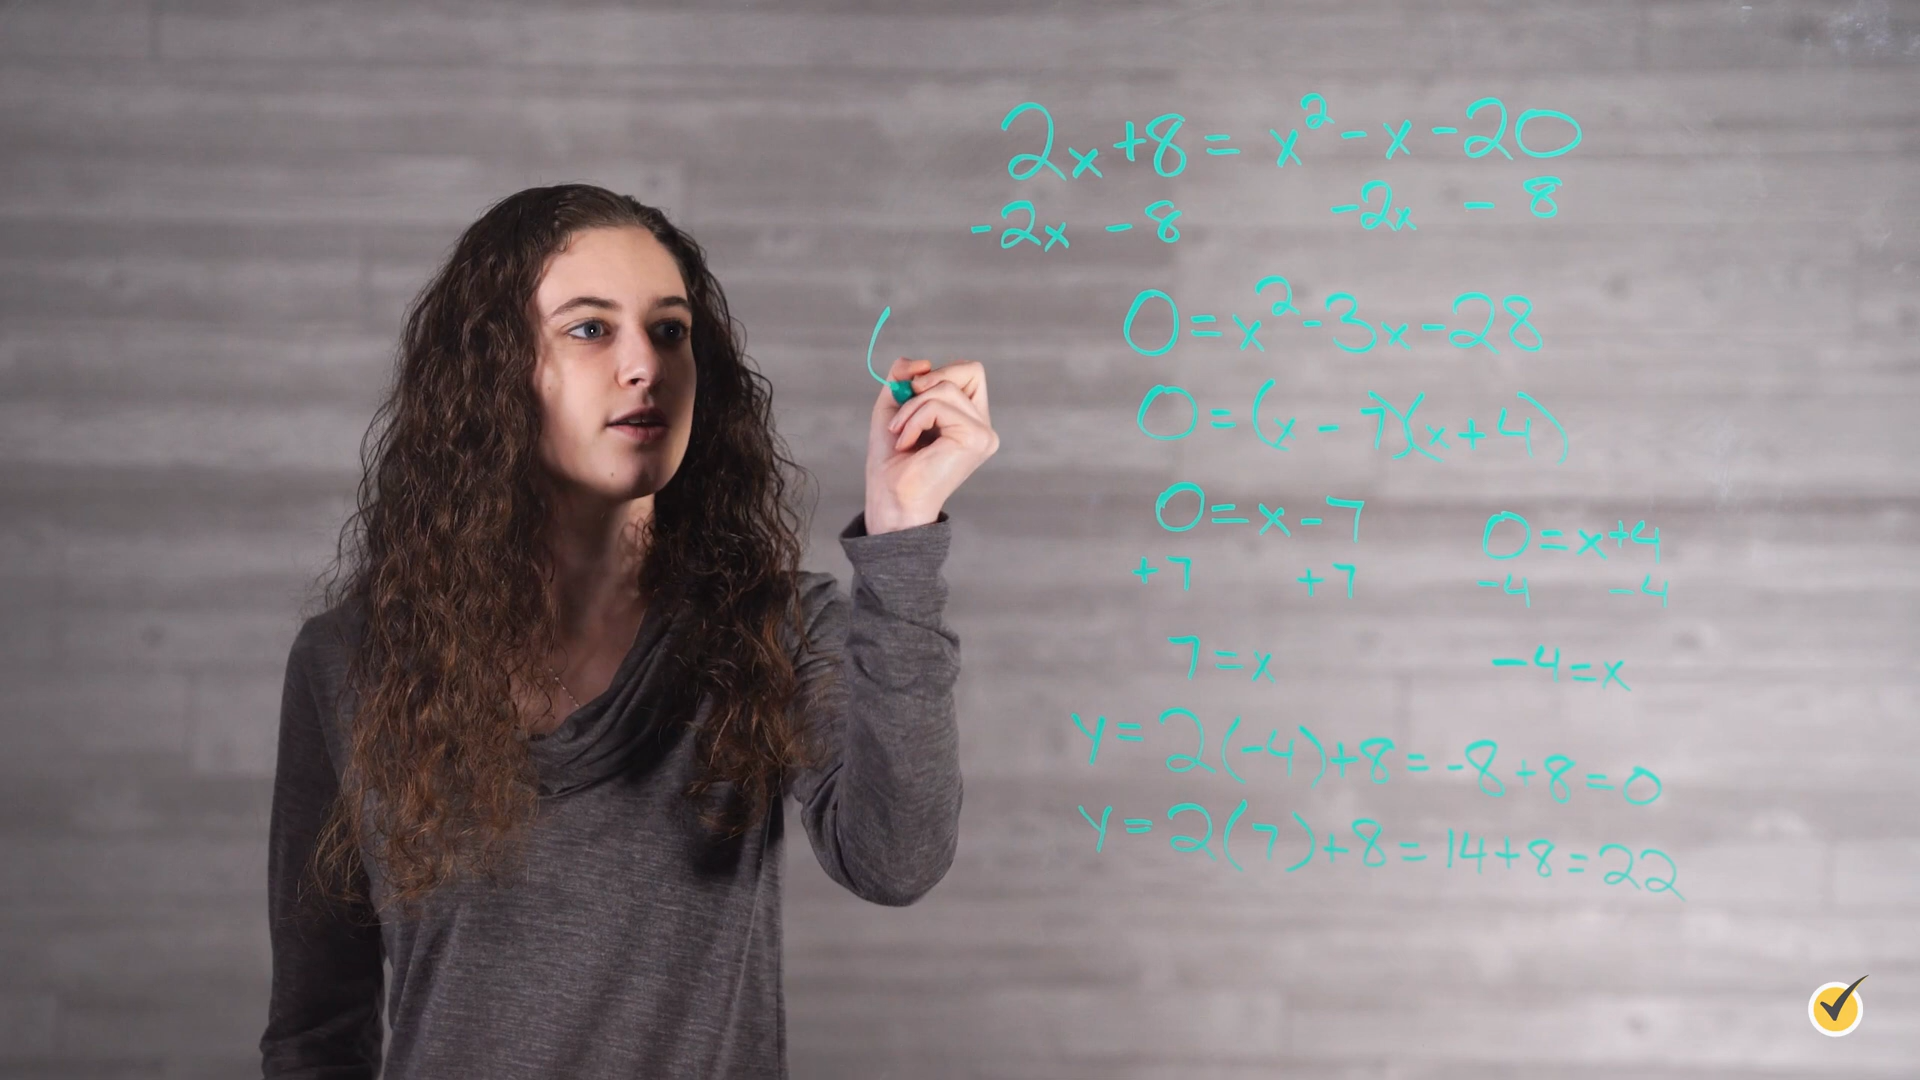 2x+8 = x²-x-20
-2x - 8 -2x - 8
0=x²-3x-28
0=(x-7)(x+4)
0=x-7 0=x+4
+7 +7 -4 -4
7=x -4=x
y=2(-4)+8=-8+8=0
y=2(7)+8=14+8=22
(